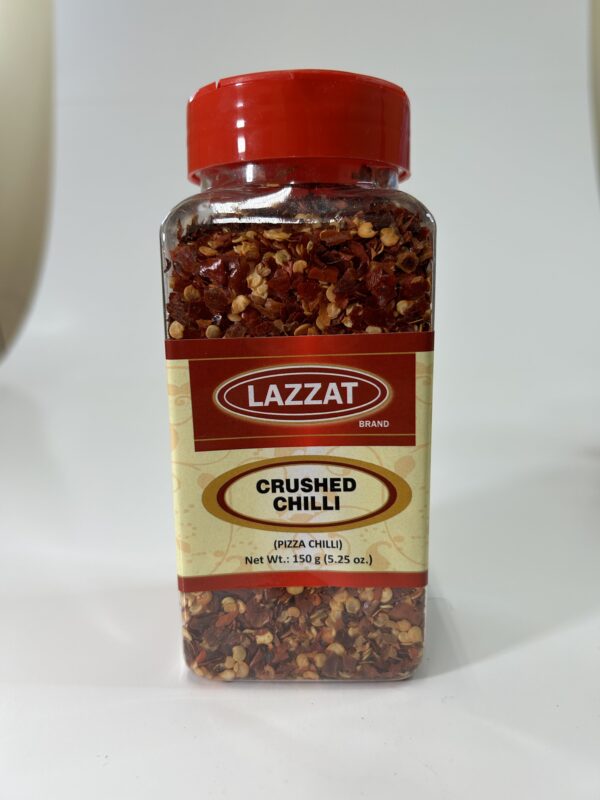 LAZZAT
BRAND
CRUSHED
CHILLI
(PIZZA CHILLI)
Net Wt.: 150 g (5.25 oz.)